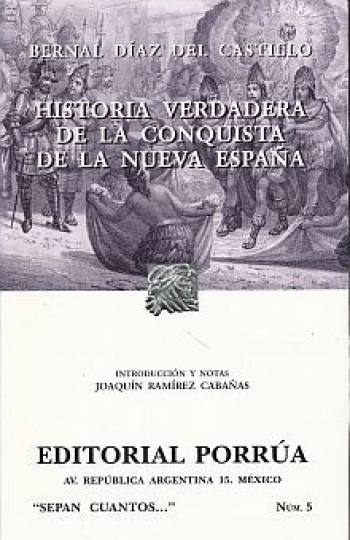 BERNAL DÍAZ DEL CASTILLO
HISTORIA VERDADERA
DE LA CONQUISTA
DE LA NUEVA ESPAÑA
INTRODUCCIÓN Y NOTAS
JOAQUÍN RAMÍREZ CABAÑAS
EDITORIAL PORRÚA
AV. REPÚBLICA ARGENTINA 15. MÉXICO
“SEPAN CUANTOS...” NÚM. 5